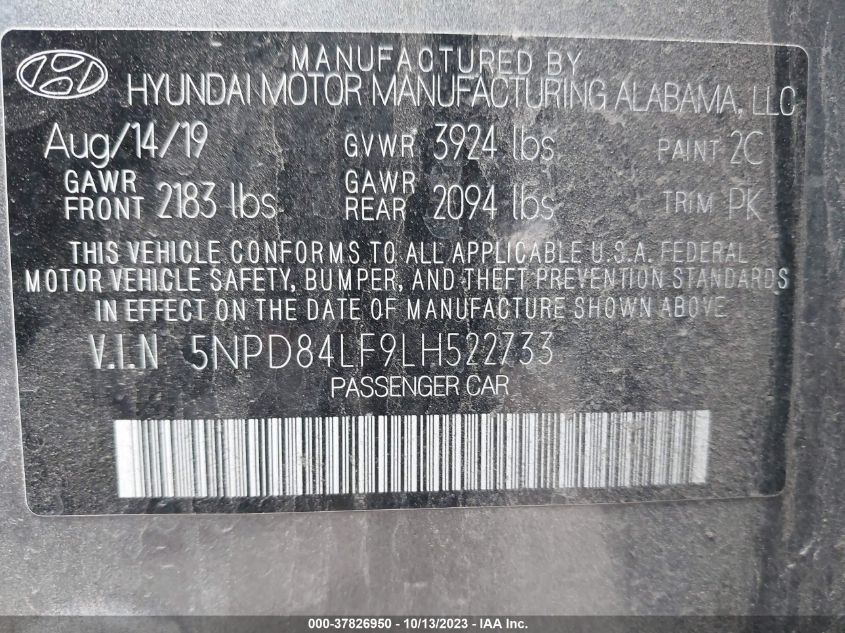 MANUFACTURED BY
HYUNDAI MOTOR MANUFACTURING ALABAMA, LLC
Aug/14/19 GVWR 3924 lbs PAINT 2C
GAWR FRONT 2183 lbs GAWR REAR 2094 lbs TRIM PK
THIS VEHICLE CONFORMS TO ALL APPLICABLE U.S.A. FEDERAL
MOTOR VEHICLE SAFETY, BUMPER, AND THEFT PREVENTION STANDARDS
IN EFFECT ON THE DATE OF MANUFACTURE SHOWN ABOVE
V.I.N 5NPD84LF9LH522733
PASSENGER CAR
000-37826950 - 10/13/2023 - IAA Inc.